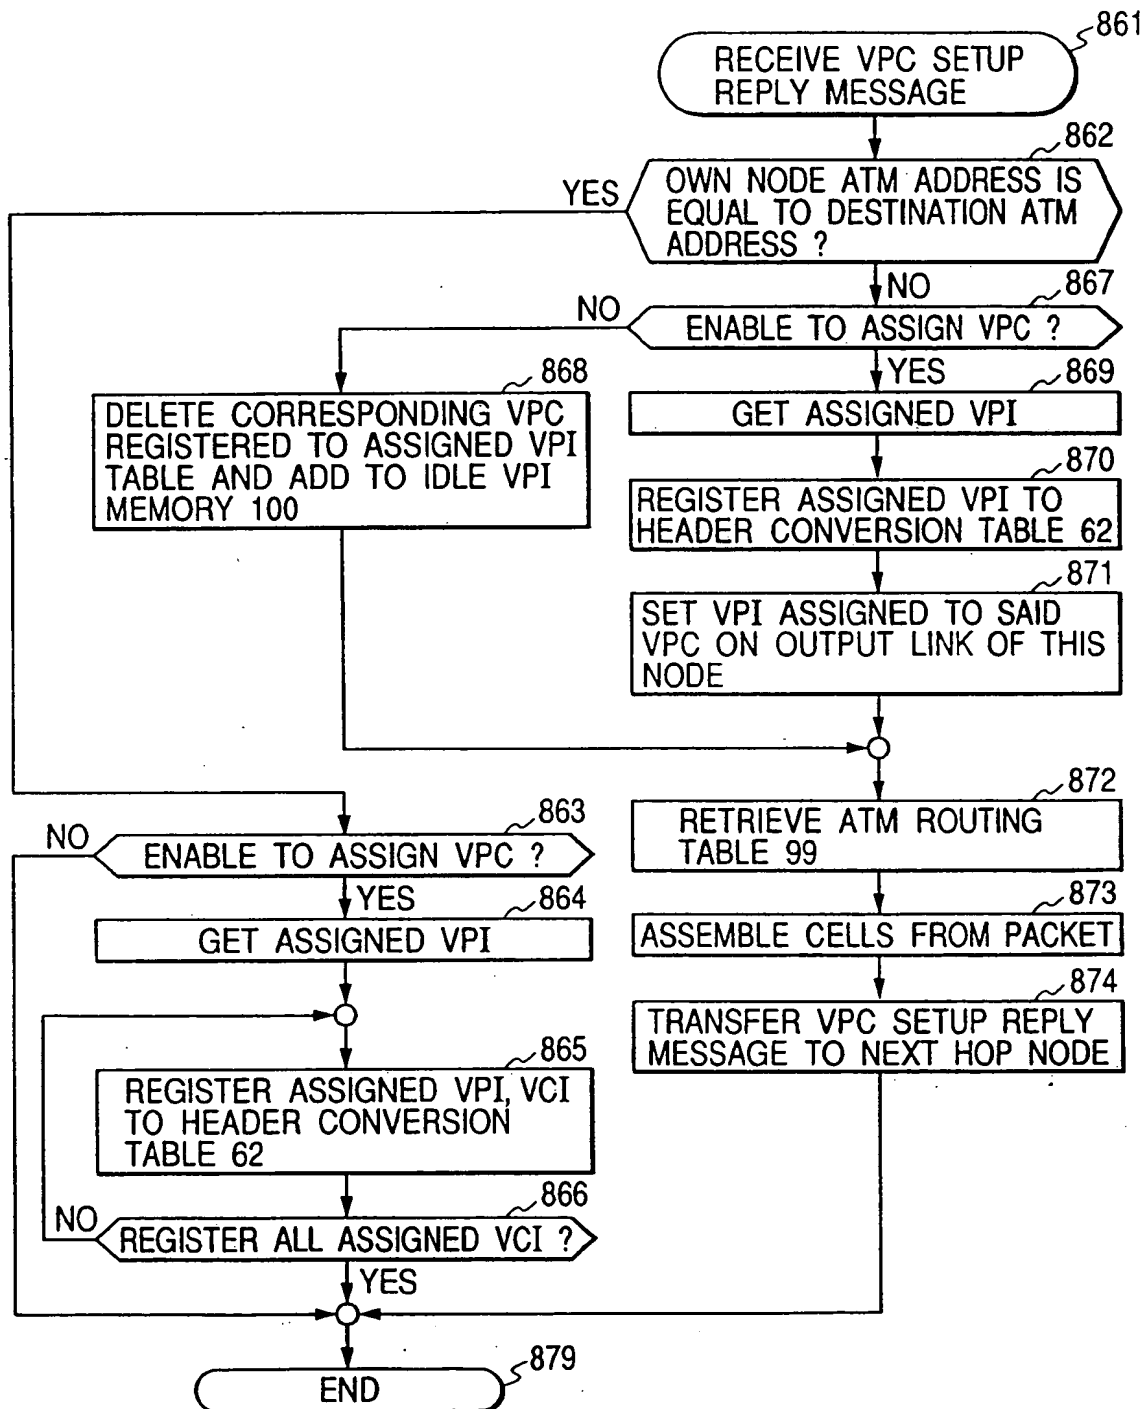 861
RECEIVE VPC SETUP
REPLY MESSAGE
862
YES
OWN NODE ATM ADDRESS IS
EQUAL TO DESTINATION ATM
ADDRESS ?
NO
867
NO
ENABLE TO ASSIGN VPC ?
YES
868
DELETE CORRESPONDING VPC
REGISTERED TO ASSIGNED VPI
TABLE AND ADD TO IDLE VPI
MEMORY 100
869
GET ASSIGNED VPI
870
REGISTER ASSIGNED VPI TO
HEADER CONVERSION TABLE 62
871
SET VPI ASSIGNED TO SAID
VPC ON OUTPUT LINK OF THIS
NODE
872
RETRIEVE ATM ROUTING
TABLE 99
873
ASSEMBLE CELLS FROM PACKET
874
TRANSFER VPC SETUP REPLY
MESSAGE TO NEXT HOP NODE
863
NO
ENABLE TO ASSIGN VPC ?
YES
864
GET ASSIGNED VPI
865
REGISTER ASSIGNED VPI, VCI
TO HEADER CONVERSION
TABLE 62
866
NO
REGISTER ALL ASSIGNED VCI ?
YES
879
END